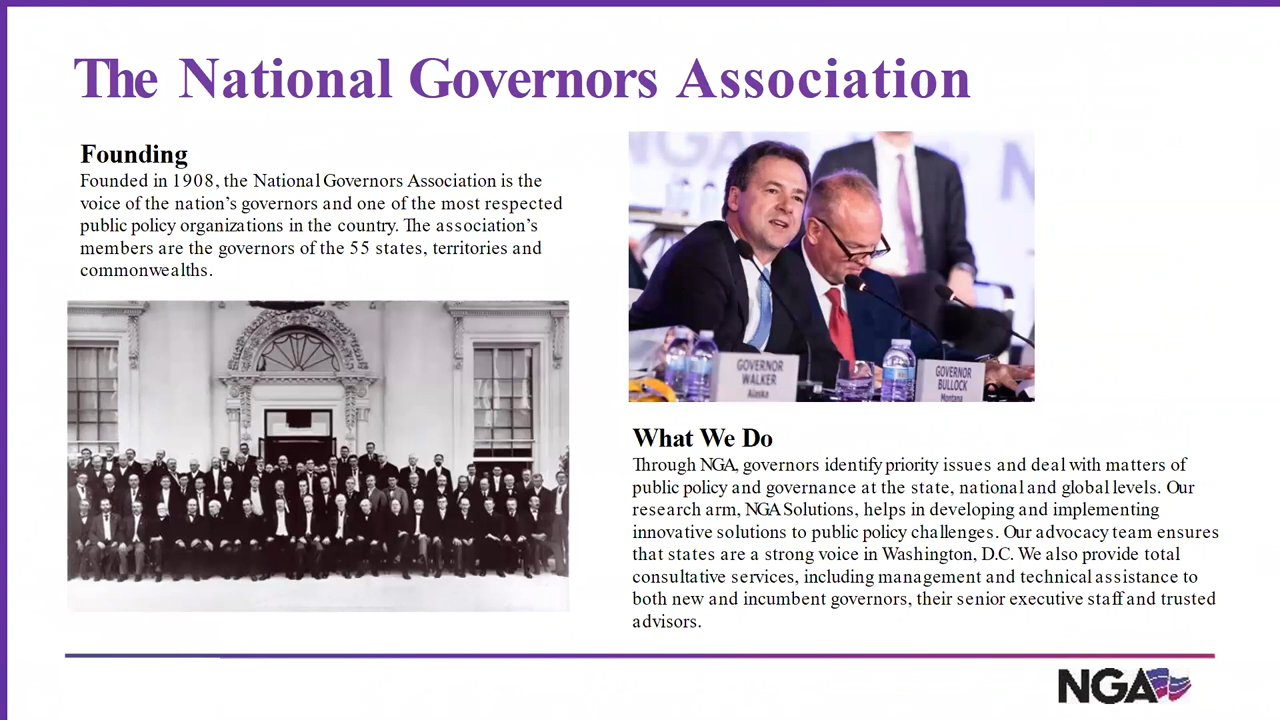 The National Governors Association
Founding
Founded in 1908, the National Governors Association is the
voice of the nation's governors and one of the most respected
public policy organizations in the country. The association's
members are the governors of the 55 states, territories and
commonwealths.
NGA
N
GOVERNOR
WALKER
Alaska
GOVERNOR
BULLOCK
Montana
What We Do
Through NGA, governors identify priority issues and deal with matters of
public policy and governance at the state, national and global levels. Our
research arm, NGA Solutions, helps in developing and implementing
innovative solutions to public policy challenges. Our advocacy team ensures
that states are a strong voice in Washington, D.C. We also provide total
consultative services, including management and technical assistance to
both new and incumbent governors, their senior executive staff and trusted
advisors.
NGA